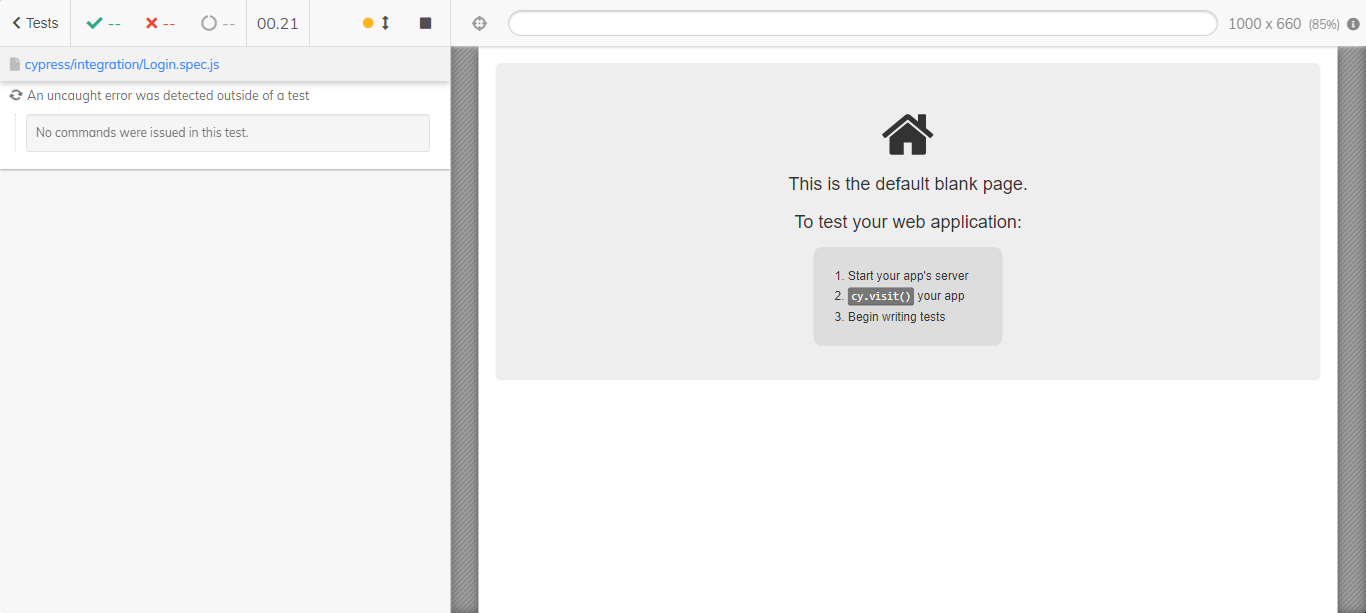 Tests
--
--
--
00.21
1000 x 660 (85%)
cypress/integration/Login.spec.js
An uncaught error was detected outside of a test
No commands were issued in this test.
This is the default blank page.
To test your web application:
1. Start your app's server
2. cy.visit() your app
3. Begin writing tests